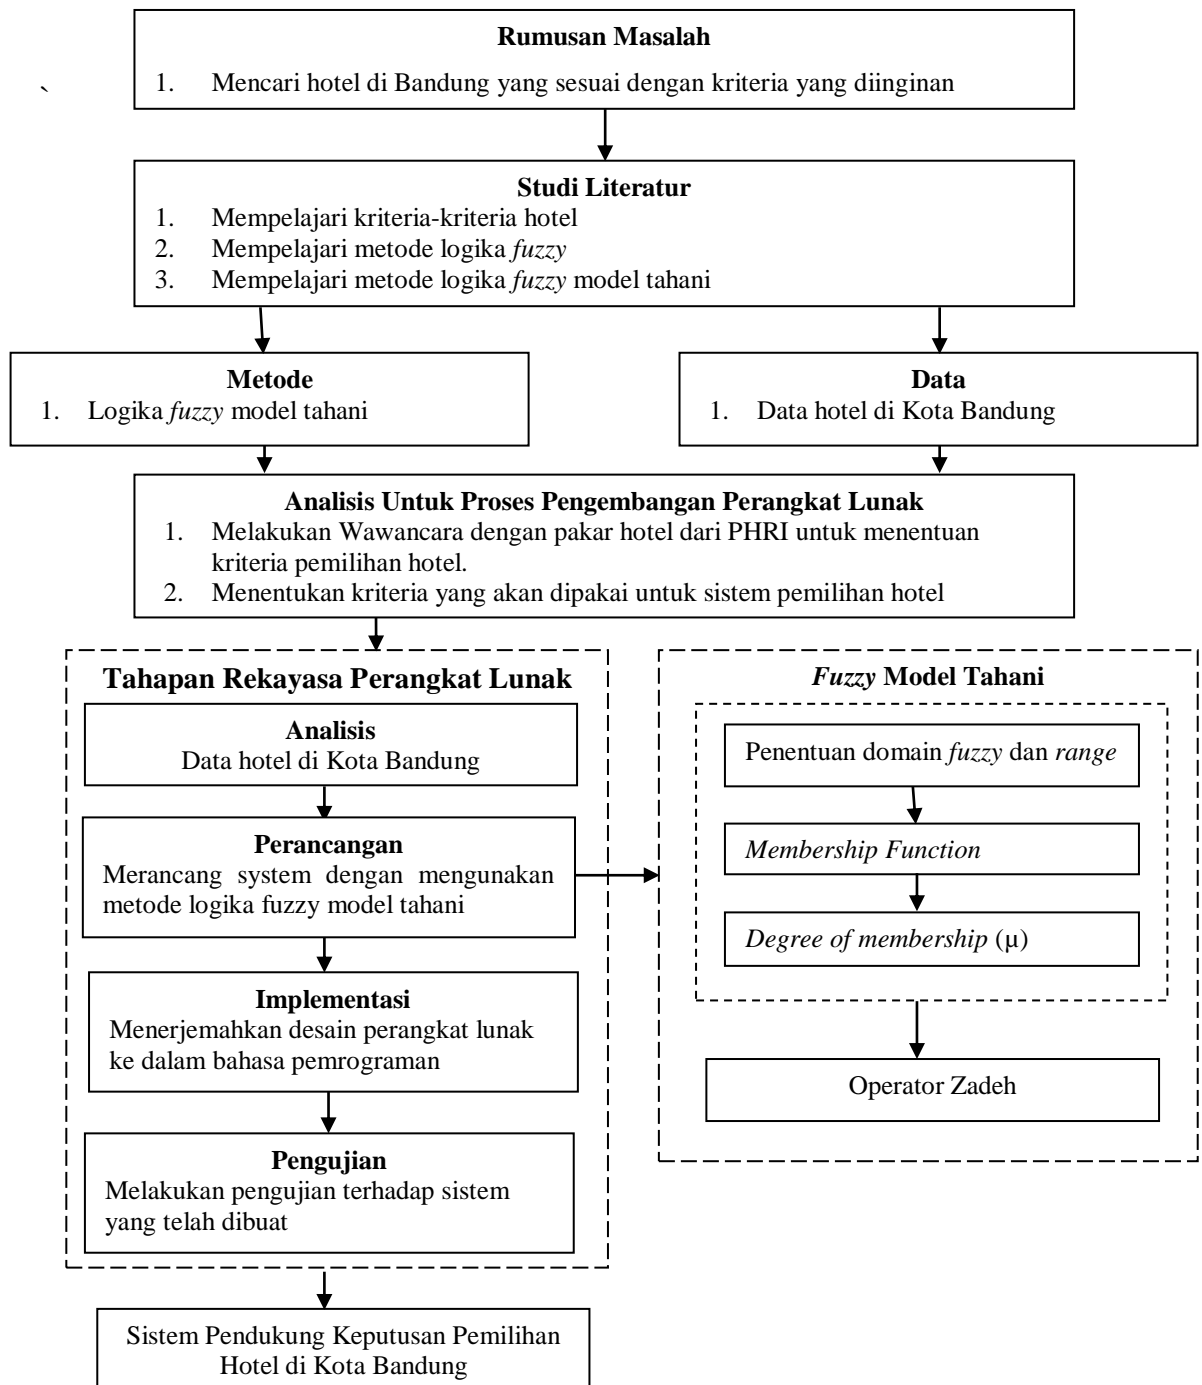 Rumusan Masalah
`
1. Mencari hotel di Bandung yang sesuai dengan kriteria yang diinginan
Studi Literatur
1. Mempelajari kriteria-kriteria hotel
2. Mempelajari metode logika fuzzy
3. Mempelajari metode logika fuzzy model tahani
Metode
1. Logika fuzzy model tahani
Data
1. Data hotel di Kota Bandung
Analisis Untuk Proses Pengembangan Perangkat Lunak
1. Melakukan Wawancara dengan pakar hotel dari PHRI untuk menentuan
kriteria pemilihan hotel.
2. Menentukan kriteria yang akan dipakai untuk sistem pemilihan hotel
Tahapan Rekayasa Perangkat Lunak
Analisis
Data hotel di Kota Bandung
Perancangan
Merancang system dengan mengunakan
metode logika fuzzy model tahani
Implementasi
Menerjemahkan desain perangkat lunak
ke dalam bahasa pemrograman
Pengujian
Melakukan pengujian terhadap sistem
yang telah dibuat
Fuzzy Model Tahani
Penentuan domain fuzzy dan range
Membership Function
Degree of membership (µ)
Operator Zadeh
Sistem Pendukung Keputusan Pemilihan
Hotel di Kota Bandung